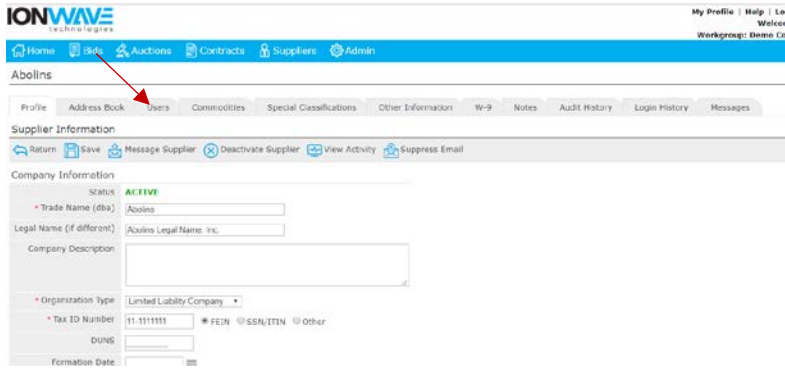 IONWAVE
technologies
My Profile | Help | Lo
Welco
Workgroup: Demo Co
Home Bids Auctions Contracts Suppliers Admin
Abolins
Profile Address Book Users Commodities Special Classifications Other Information W-9 Notes Audit History Login History Messages
Supplier Information
Return Save Message Supplier Deactivate Supplier View Activity Suppress Email
Company Information
Status ACTIVE
* Trade Name (dba) Abolins
Legal Name (if different) Abolins Legal Name, Inc.
Company Description
* Organization Type Limited Liability Company
* Tax ID Number 11-1111111 FEIN SSN/ITIN Other
DUNS
Formation Date